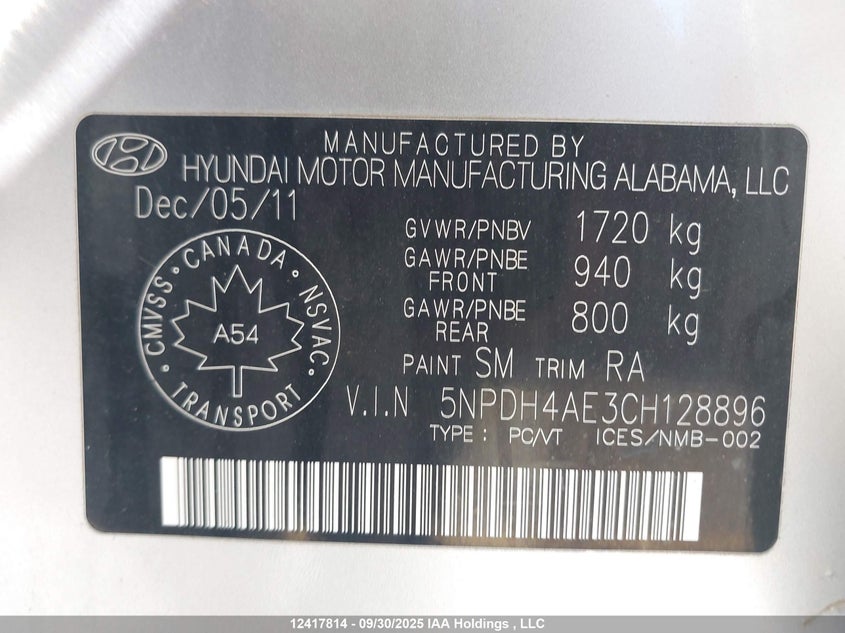 MANUFACTURED BY
HYUNDAI MOTOR MANUFACTURING ALABAMA, LLC
Dec/05/11
GVWR/PNBV 1720 kg
GAWR/PNBE FRONT 940 kg
GAWR/PNBE REAR 800 kg
CANADA
CMVSS · NSVAC
A54
TRANSPORT
PAINT SM TRIM RA
V.I.N 5NPDH4AE3CH128896
TYPE : PC/VT ICES/NMB-002
12417814 - 09/30/2025 IAA Holdings , LLC